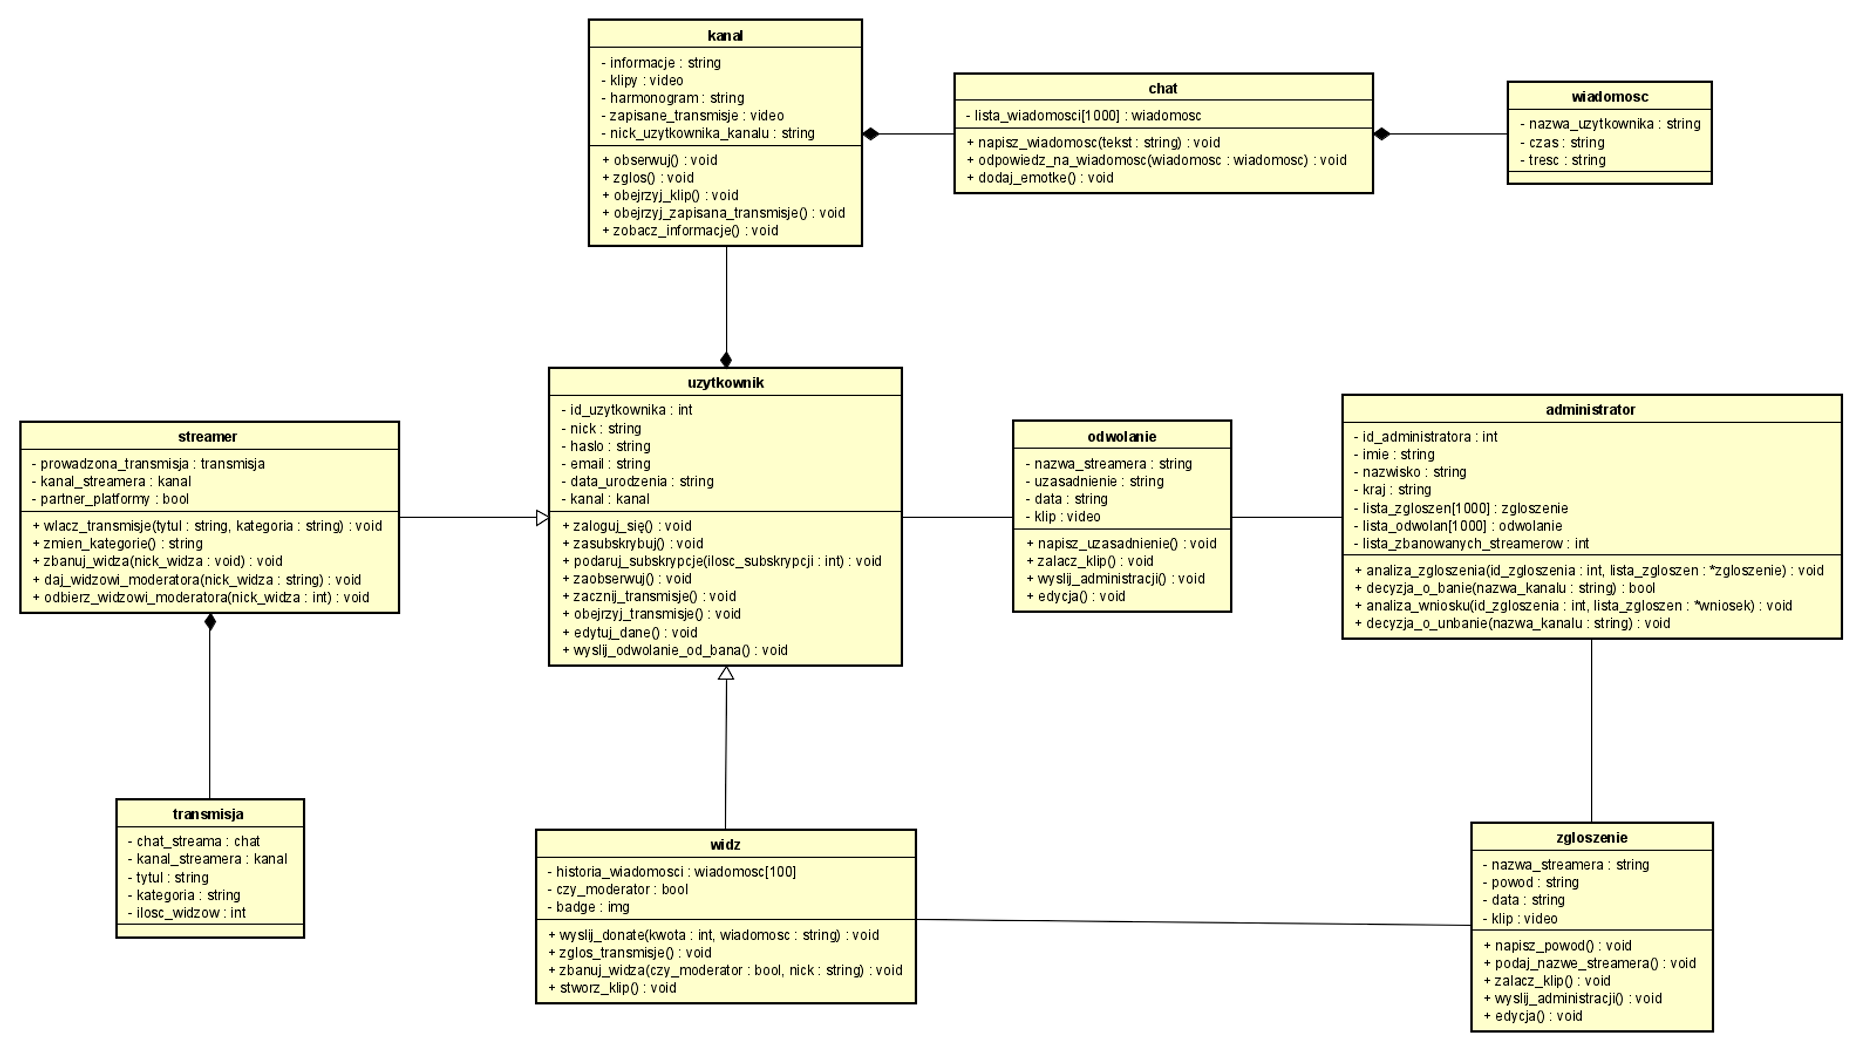 kanal
- informacje : string
- klipy : video
- harmonogram : string
- zapisane_transmisje : video
- nick_uzytkownika_kanalu : string
+ obserwuj() : void
+ zglos() : void
+ obejrzyj_klip() : void
+ obejrzyj_zapisana_transmisje() : void
+ zobacz_informacje() : void
chat
- lista_wiadomosci[1000] : wiadomosc
+ napisz_wiadomosc(tekst : string) : void
+ odpowiedz_na_wiadomosc(wiadomosc : wiadomosc) : void
+ dodaj_emotke() : void
wiadomosc
- nazwa_uzytkownika : string
- czas : string
- tresc : string
streamer
- prowadzona_transmisja : transmisja
- kanal_streamera : kanal
- partner_platformy : bool
+ wlacz_transmisje(tytul : string, kategoria : string) : void
+ zmien_kategorie() : string
+ zbanuj_widza(nick_widza : void) : void
+ daj_widzowi_moderatora(nick_widza : string) : void
+ odbierz_widzowi_moderatora(nick_widza : int) : void
uzytkownik
- id_uzytkownika : int
- nick : string
- haslo : string
- email : string
- data_urodzenia : string
- kanal : kanal
+ zaloguj_się() : void
+ zasubskrybuj() : void
+ podaruj_subskrypcje(ilosc_subskrypcji : int) : void
+ zaobserwuj() : void
+ zacznij_transmisje() : void
+ obejrzyj_transmisje() : void
+ edytuj_dane() : void
+ wyslij_odwolanie_od_bana() : void
odwolanie
- nazwa_streamera : string
- uzasadnienie : string
- data : string
- klip : video
+ napisz_uzasadnienie() : void
+ zalacz_klip() : void
+ wyslij_administracji() : void
+ edycja() : void
administrator
- id_administratora : int
- imie : string
- nazwisko : string
- kraj : string
- lista_zgloszen[1000] : zgloszenie
- lista_odwolan[1000] : odwolanie
- lista_zbanowanych_streamerow : int
+ analiza_zgloszenia(id_zgloszenia : int, lista_zgloszen : *zgloszenie) : void
+ decyzja_o_banie(nazwa_kanalu : string) : bool
+ analiza_wniosku(id_zgloszenia : int, lista_zgloszen : *wniosek) : void
+ decyzja_o_unbanie(nazwa_kanalu : string) : void
transmisja
- chat_streama : chat
- kanal_streamera : kanal
- tytul : string
- kategoria : string
- ilosc_widzow : int
widz
- historia_wiadomosci : wiadomosc[100]
- czy_moderator : bool
- badge : img
+ wyslij_donate(kwota : int, wiadomosc : string) : void
+ zglos_transmisje() : void
+ zbanuj_widza(czy_moderator : bool, nick : string) : void
+ stworz_klip() : void
zgloszenie
- nazwa_streamera : string
- powod : string
- data : string
- klip : video
+ napisz_powod() : void
+ podaj_nazwe_streamera() : void
+ zalacz_klip() : void
+ wyslij_administracji() : void
+ edycja() : void